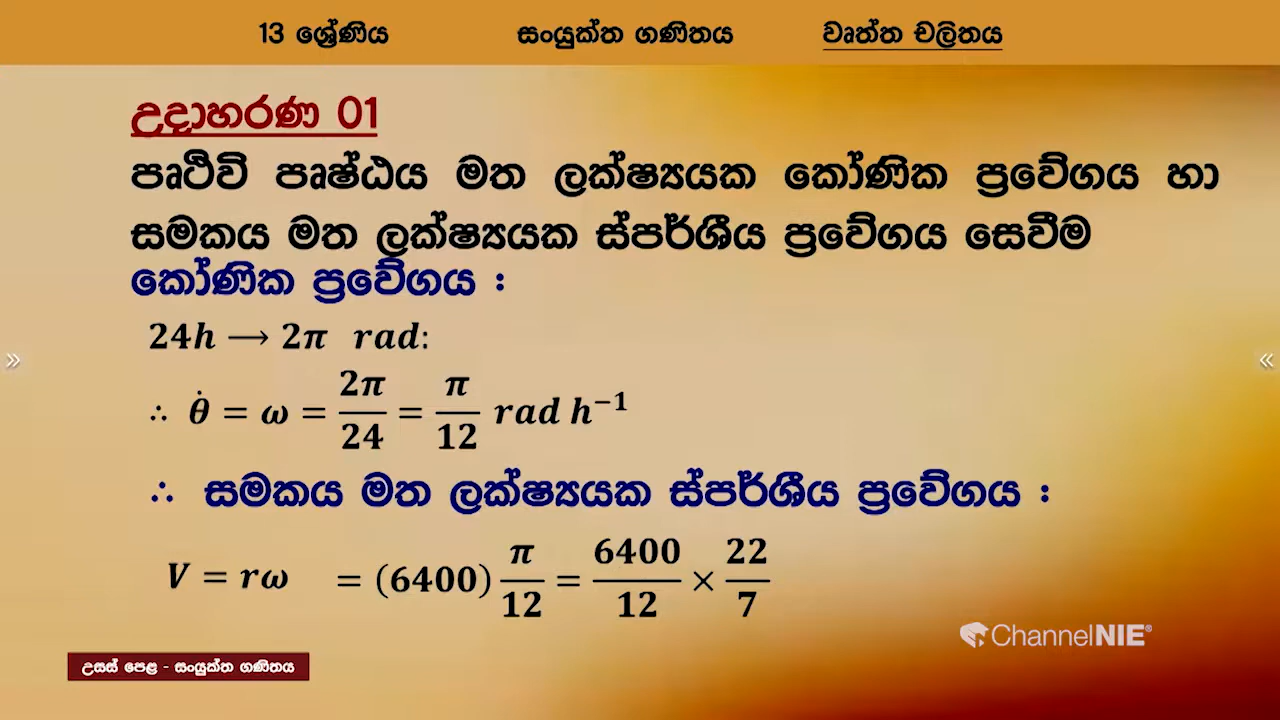 13 ශ්‍රේණිය සංයුක්ත ගණිතය වෘත්ත චලිතය
උදාහරණ 01
පෘථිවි පෘෂ්ඨය මත ලක්ෂ්‍යයක කෝණික ප්‍රවේගය හා
සමකය මත ලක්ෂ්‍යයක ස්පර්ශීය ප්‍රවේගය සෙවීම
කෝණික ප්‍රවේගය :
24h ⟶ 2π rad:
∴ θ̇ = ω = 2π/24 = π/12 rad h⁻¹
∴ සමකය මත ලක්ෂ්‍යයක ස්පර්ශීය ප්‍රවේගය :
V = rω = (6400) π/12 = 6400/12 × 22/7
ChannelNIE®
උසස් පෙළ - සංයුක්ත ගණිතය